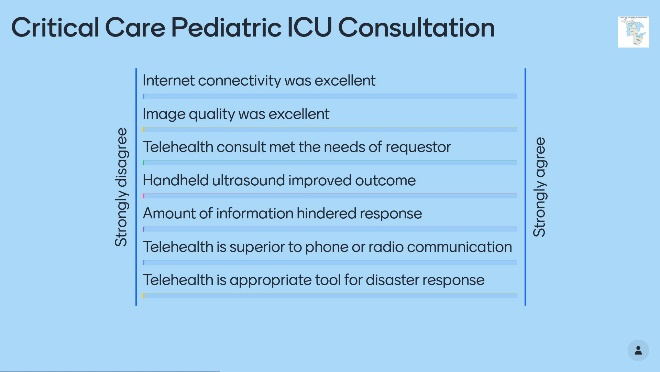 Critical Care Pediatric ICU Consultation
Internet connectivity was excellent
Image quality was excellent
Telehealth consult met the needs of requestor
Handheld ultrasound improved outcome
Amount of information hindered response
Telehealth is superior to phone or radio communication
Telehealth is appropriate tool for disaster response
Strongly disagree
Strongly agree